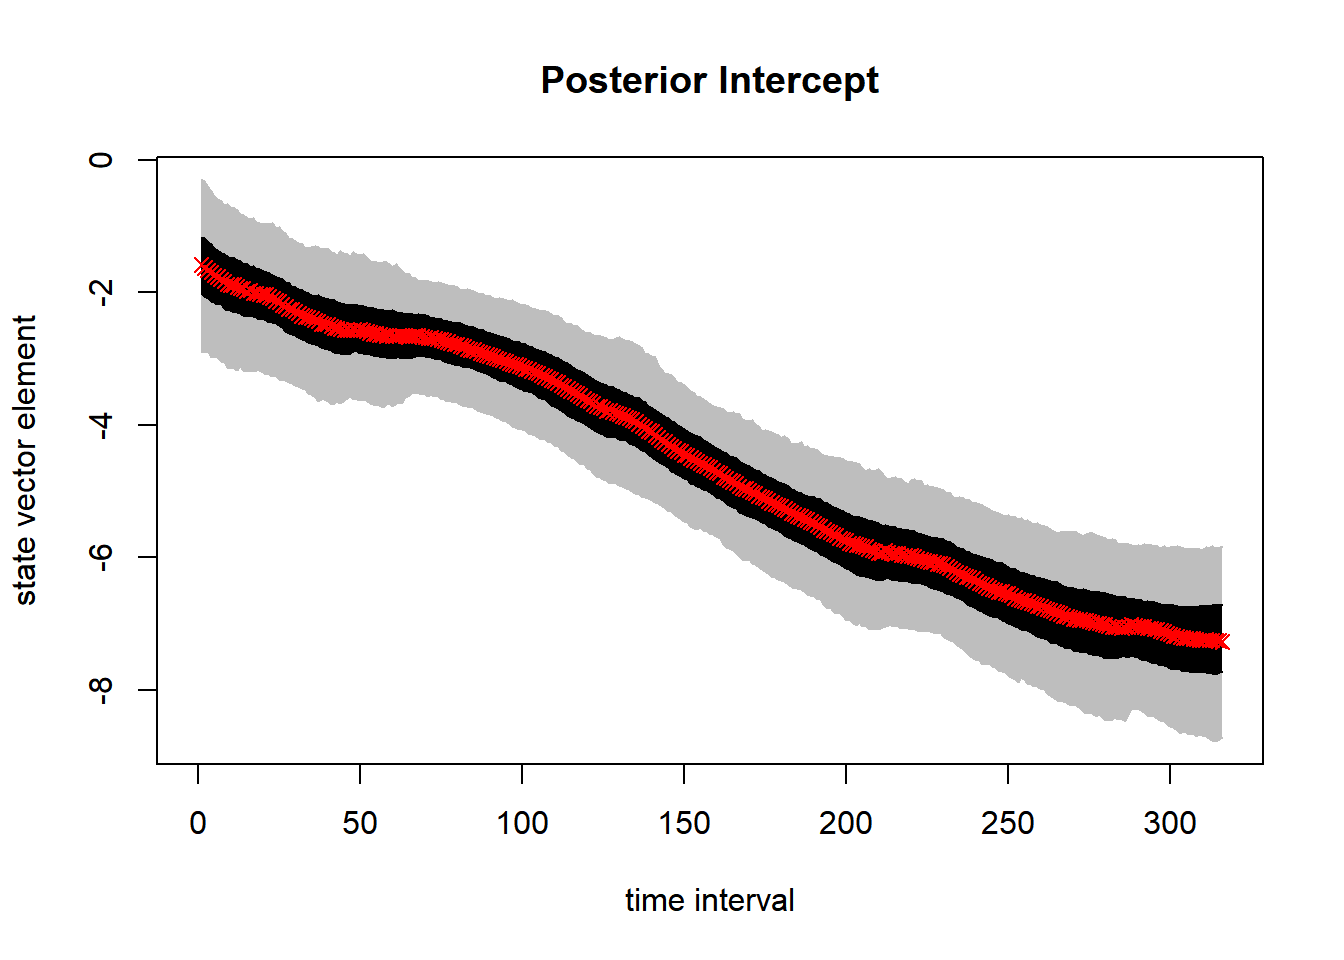 Posterior Intercept
state vector element
0
-2
-4
-6
-8
0 50 100 150 200 250 300
time interval